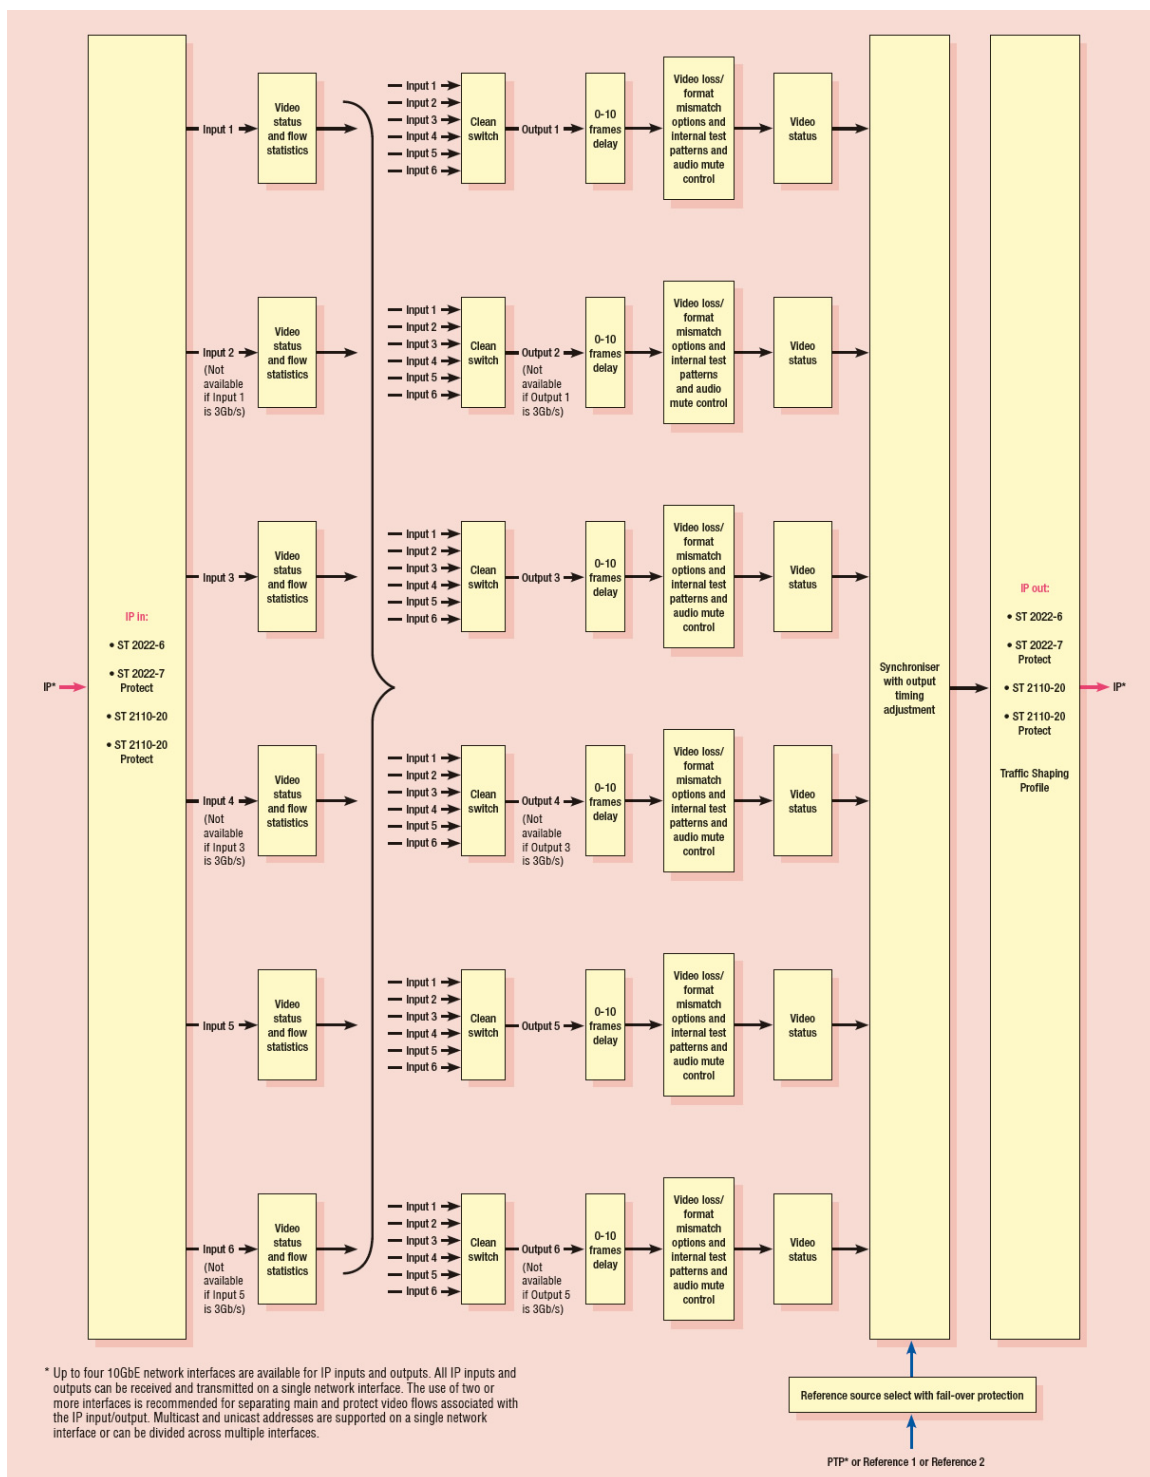 IP*
IP in:
• ST 2022-6
• ST 2022-7
Protect
• ST 2110-20
• ST 2110-20
Protect
Input 1
Video
status
and flow
statistics
Input 1
Input 2
Input 3
Input 4
Input 5
Input 6
Clean
switch
Output 1
0-10
frames
delay
Video loss/
format
mismatch
options and
internal test
patterns and
audio mute
control
Video
status
Input 2
(Not
available
if Input 1
is 3Gb/s)
Video
status
and flow
statistics
Input 1
Input 2
Input 3
Input 4
Input 5
Input 6
Clean
switch
Output 2
(Not
available
if Output 1
is 3Gb/s)
0-10
frames
delay
Video loss/
format
mismatch
options and
internal test
patterns
and audio
mute control
Video
status
Input 3
Video
status
and flow
statistics
Input 1
Input 2
Input 3
Input 4
Input 5
Input 6
Clean
switch
Output 3
0-10
frames
delay
Video loss/
format
mismatch
options and
internal test
patterns and
audio mute
control
Video
status
Input 4
(Not
available
if Input 3
is 3Gb/s)
Video
status
and flow
statistics
Input 1
Input 2
Input 3
Input 4
Input 5
Input 6
Clean
switch
Output 4
(Not
available
if Output 3
is 3Gb/s)
0-10
frames
delay
Video loss/
format
mismatch
options and
internal test
patterns and
audio mute
control
Video
status
Input 5
Video
status
and flow
statistics
Input 1
Input 2
Input 3
Input 4
Input 5
Input 6
Clean
switch
Output 5
0-10
frames
delay
Video loss/
format
mismatch
options and
internal test
patterns and
audio mute
control
Video
status
Input 6
(Not
available
if Input 5
is 3Gb/s)
Video
status
and flow
statistics
Input 1
Input 2
Input 3
Input 4
Input 5
Input 6
Clean
switch
Output 6
(Not
available
if Output 5
is 3Gb/s)
0-10
frames
delay
Video loss/
format
mismatch
options and
internal test
patterns and
audio mute
control
Video
status
Synchroniser
with output
timing
adjustment
IP out:
• ST 2022-6
• ST 2022-7
Protect
• ST 2110-20
• ST 2110-20
Protect
Traffic Shaping
Profile
IP*
* Up to four 10GbE network interfaces are available for IP inputs and outputs. All IP inputs and
outputs can be received and transmitted on a single network interface. The use of two or
more interfaces is recommended for separating main and protect video flows associated with
the IP input/output. Multicast and unicast addresses are supported on a single network
interface or can be divided across multiple interfaces.
Reference source select with fail-over protection
PTP* or Reference 1 or Reference 2